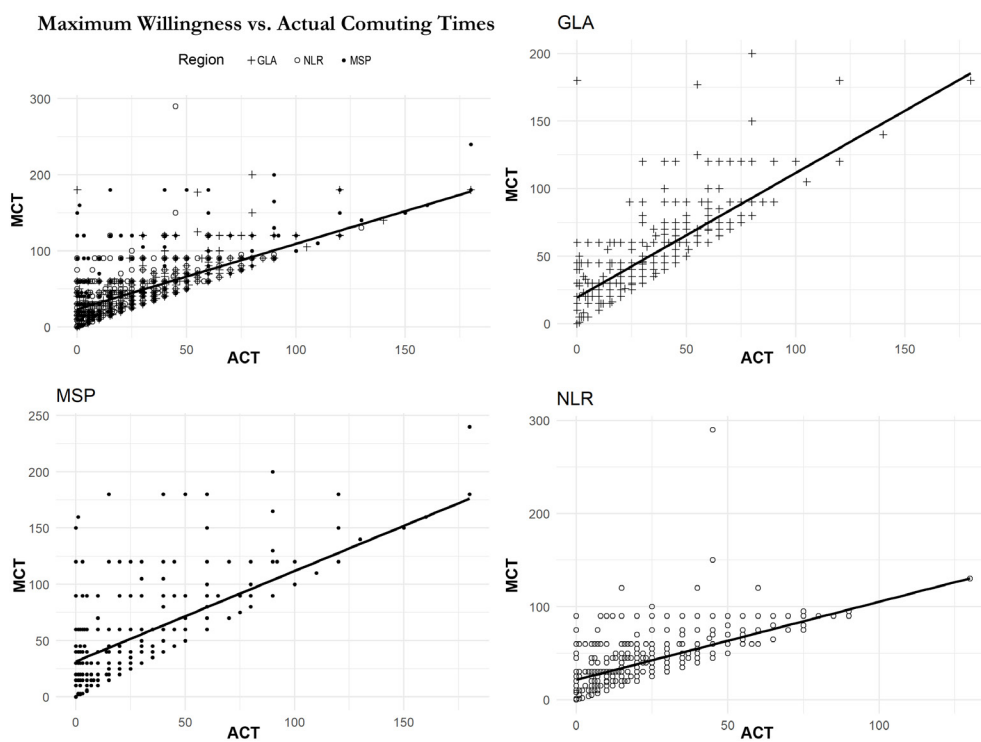 Maximum Willingness vs. Actual Comuting Times
Region + GLA ○ NLR • MSP
300
200
100
0
MCT
0 50 100 150
ACT
GLA
200
150
100
50
0
MCT
0 50 100 150
ACT
MSP
250
200
150
100
50
0
MCT
0 50 100 150
ACT
NLR
300
200
100
0
MCT
0 50 100
ACT